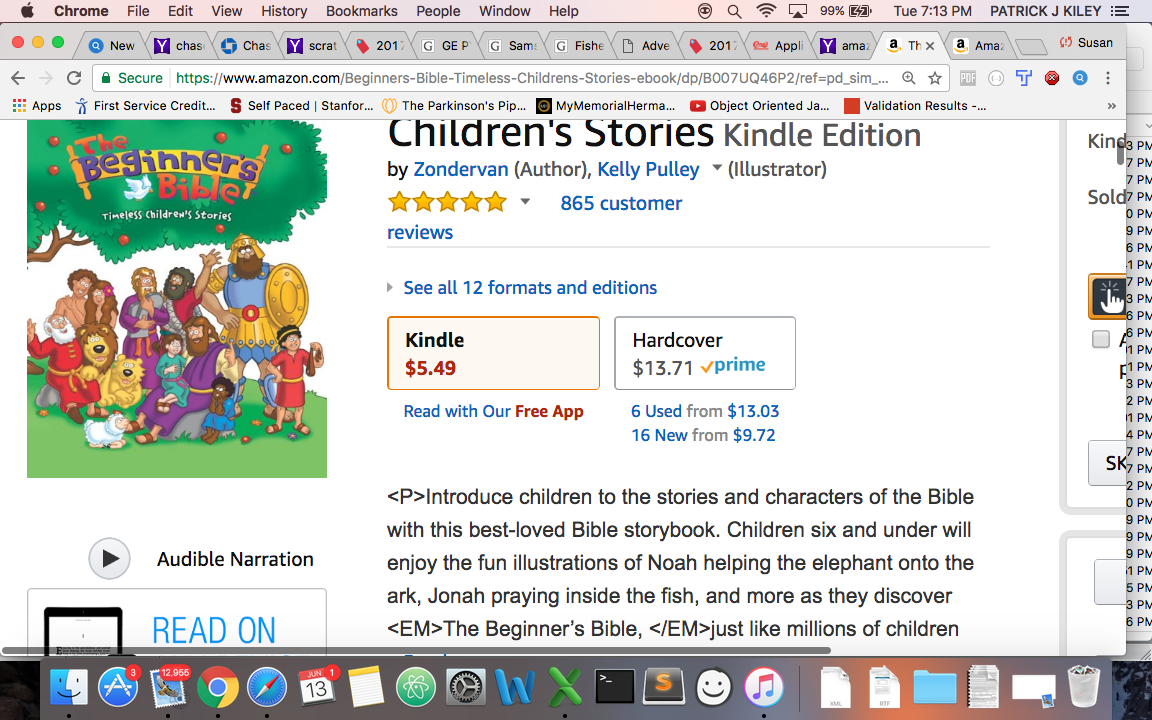 Chrome File Edit View History Bookmarks People Window Help 99% Tue 7:13 PM PATRICK J KILEY
New chas Chas scrat 2017 GE P Sams Fishe Adve 2017 Appli amaz Th Amaz Susan
Secure https://www.amazon.com/Beginners-Bible-Timeless-Childrens-Stories-ebook/dp/B007UQ46P2/ref=pd_sim_...
Apps First Service Credit... Self Paced | Stanfor... The Parkinson's Pip... MyMemorialHerma... Object Oriented Ja... Validation Results -... »
The Beginner's Bible
Timeless Children's Stories
Children's Stories Kindle Edition
by Zondervan (Author), Kelly Pulley (Illustrator)
865 customer
reviews
See all 12 formats and editions
Kindle
$5.49
Hardcover
$13.71 prime
Read with Our Free App
6 Used from $13.03
16 New from $9.72
<P>Introduce children to the stories and characters of the Bible
with this best-loved Bible storybook. Children six and under will
enjoy the fun illustrations of Noah helping the elephant onto the
ark, Jonah praying inside the fish, and more as they discover
<EM>The Beginner's Bible, </EM>just like millions of children
Audible Narration
READ ON
Kind
Sold
3
12,955
1
JUN
13
XML
RTF